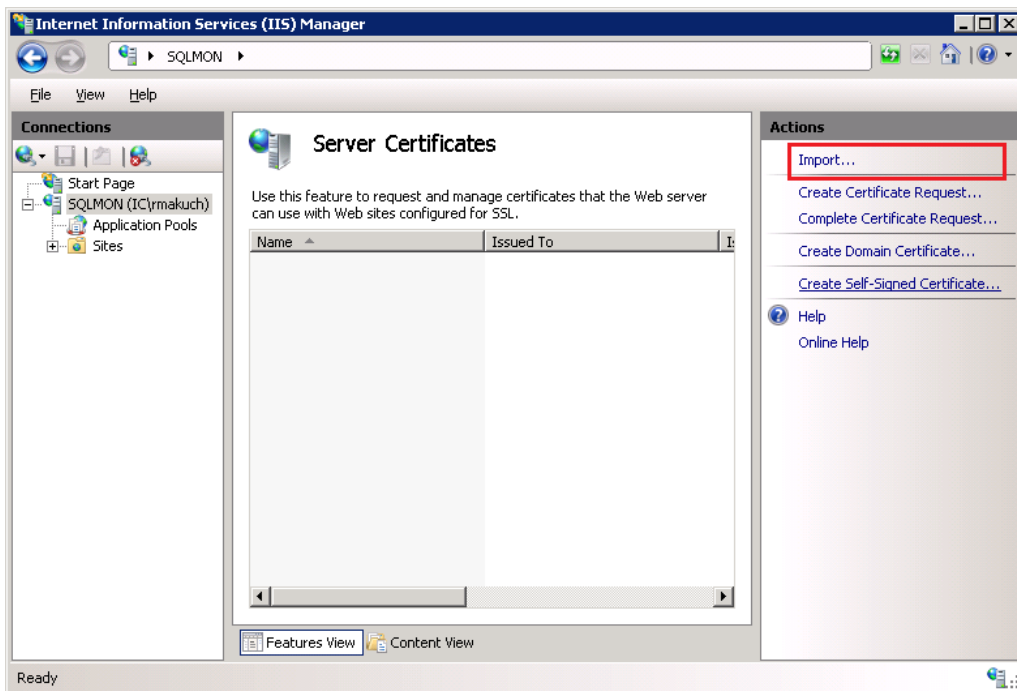 Internet Information Services (IIS) Manager
SQLMON
File View Help
Connections
Start Page
SQLMON (IC\rmakuch)
Application Pools
Sites
Server Certificates
Use this feature to request and manage certificates that the Web server
can use with Web sites configured for SSL.
Name Issued To Is
Features View Content View
Actions
Import...
Create Certificate Request...
Complete Certificate Request...
Create Domain Certificate...
Create Self-Signed Certificate...
Help
Online Help
Ready